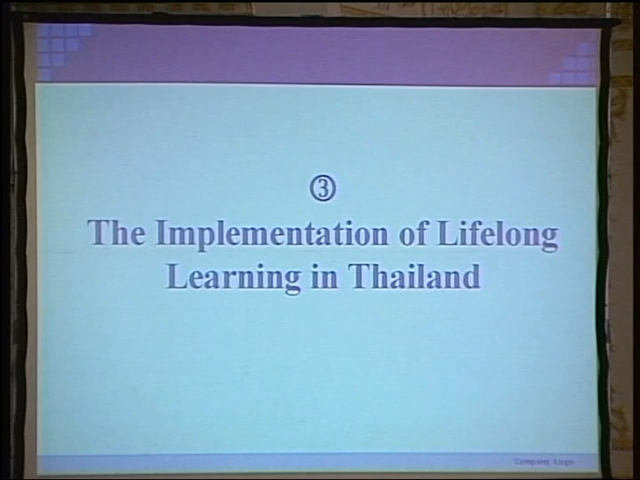 ③
The Implementation of Lifelong
Learning in Thailand
Company Logo